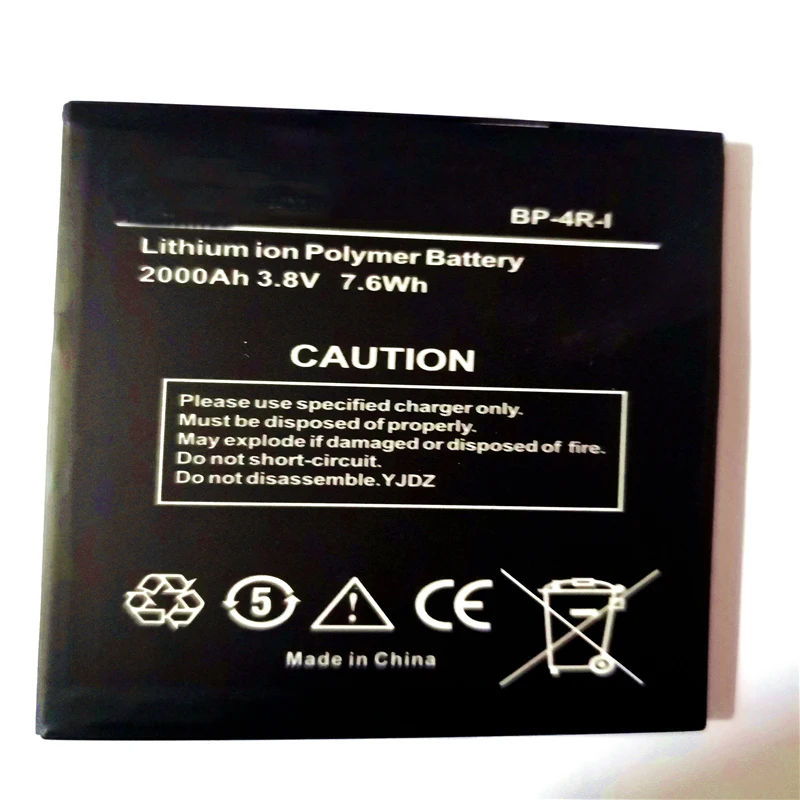 BP-4R-I
Lithium ion Polymer Battery
2000Ah 3.8V 7.6Wh
CAUTION
Please use specified charger only.
Must be disposed of properly.
May explode if damaged or disposed of fire.
Do not short-circuit.
Do not disassemble.YJDZ
5
!
CE
Made in China